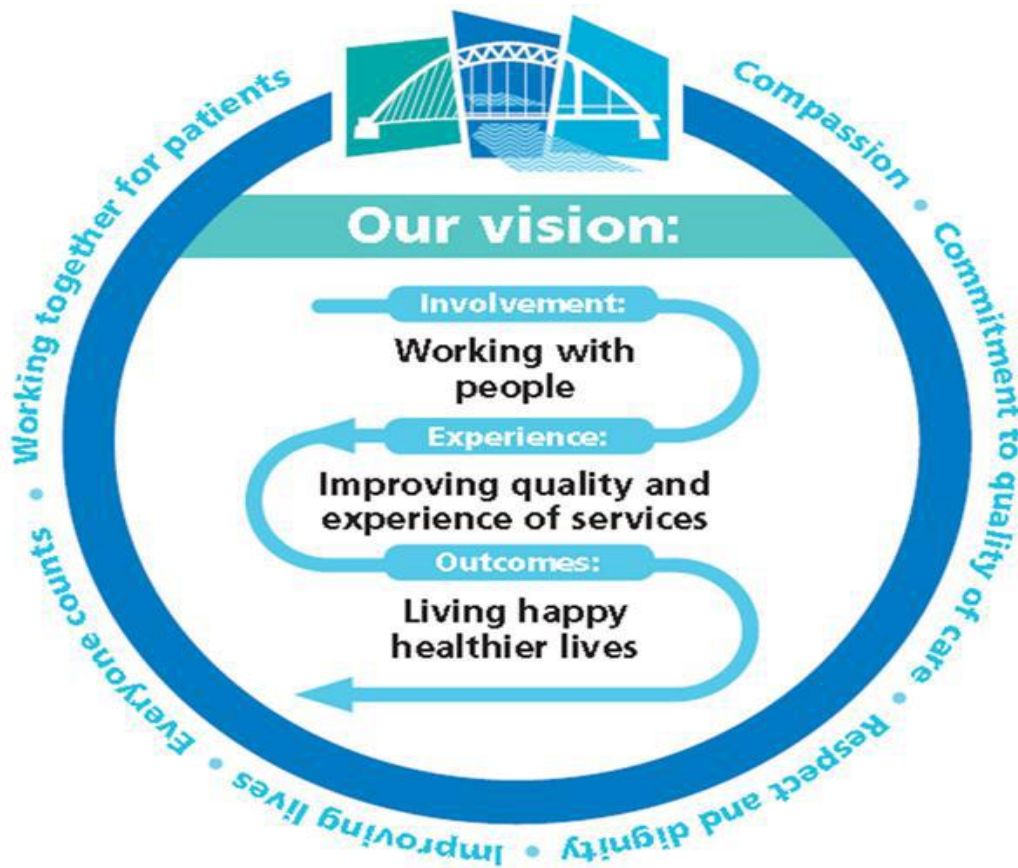 Working together for patients
Compassion • Commitment to quality of care • Respect and dignity • Improving lives • Everyone counts •
Our vision:
Involvement:
Working with
people
Experience:
Improving quality and
experience of services
Outcomes:
Living happy
healthier lives